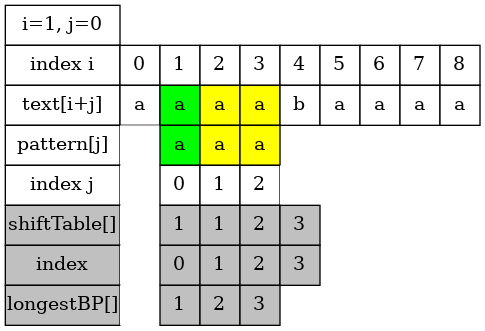 i=1, j=0
index i 0 1 2 3 4 5 6 7 8
text[i+j] a a a a b a a a a
pattern[j] a a a
index j 0 1 2
shiftTable[] 1 1 2 3
index 0 1 2 3
longestBP[] 1 2 3